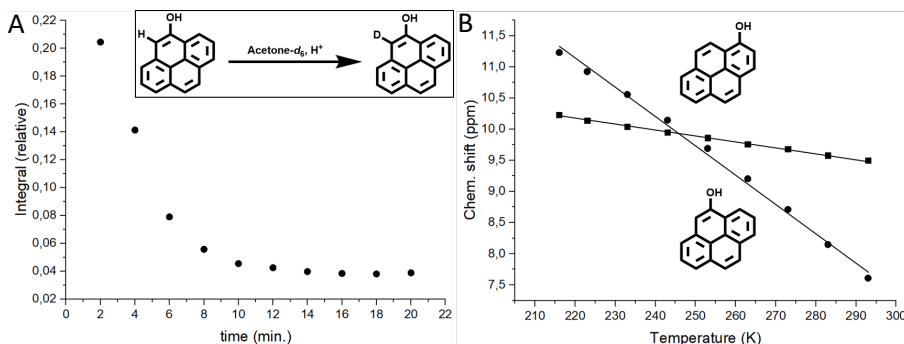 A
0,22
0,20
0,18
0,16
0,14
0,12
0,10
0,08
0,06
0,04
0,02
Integral (relative)
0 2 4 6 8 10 12 14 16 18 20 22
time (min.)
OH
H
Acetone-d6, H+
OH
D
B
11,5
11,0
10,5
10,0
9,5
9,0
8,5
8,0
7,5
Chem. shift (ppm)
210 220 230 240 250 260 270 280 290 300
Temperature (K)
OH
OH